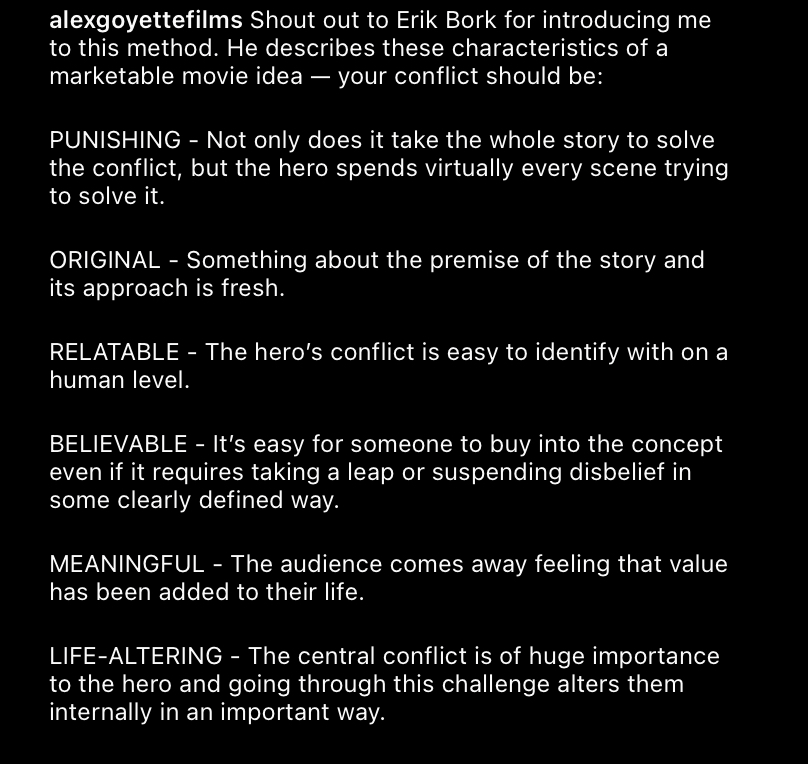 alexgoyettefilms Shout out to Erik Bork for introducing me
to this method. He describes these characteristics of a
marketable movie idea — your conflict should be:
PUNISHING - Not only does it take the whole story to solve
the conflict, but the hero spends virtually every scene trying
to solve it.
ORIGINAL - Something about the premise of the story and
its approach is fresh.
RELATABLE - The hero’s conflict is easy to identify with on a
human level.
BELIEVABLE - It’s easy for someone to buy into the concept
even if it requires taking a leap or suspending disbelief in
some clearly defined way.
MEANINGFUL - The audience comes away feeling that value
has been added to their life.
LIFE-ALTERING - The central conflict is of huge importance
to the hero and going through this challenge alters them
internally in an important way.